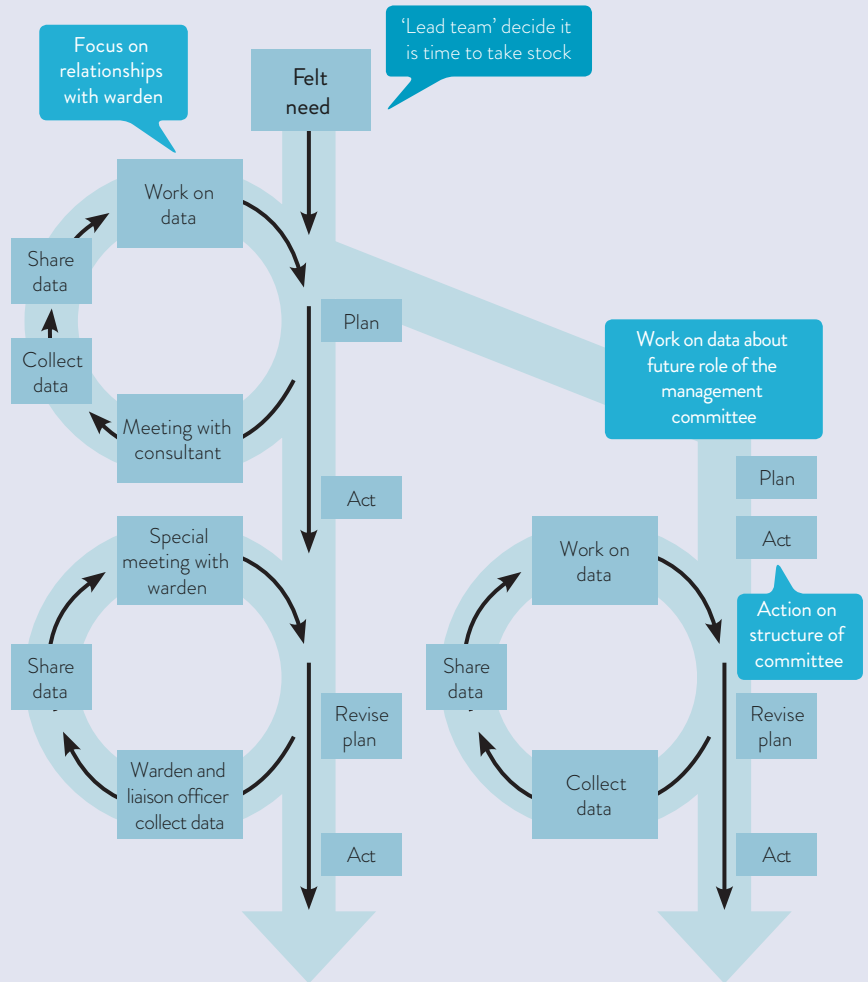 Focus on
relationships
with warden
‘Lead team’ decide it
is time to take stock
Felt
need
Work on
data
Share
data
Collect
data
Meeting with
consultant
Plan
Act
Special
meeting with
warden
Share
data
Warden and
liaison officer
collect data
Revise
plan
Act
Work on data about
future role of the
management
committee
Plan
Act
Action on
structure of
committee
Work on
data
Share
data
Collect
data
Revise
plan
Act